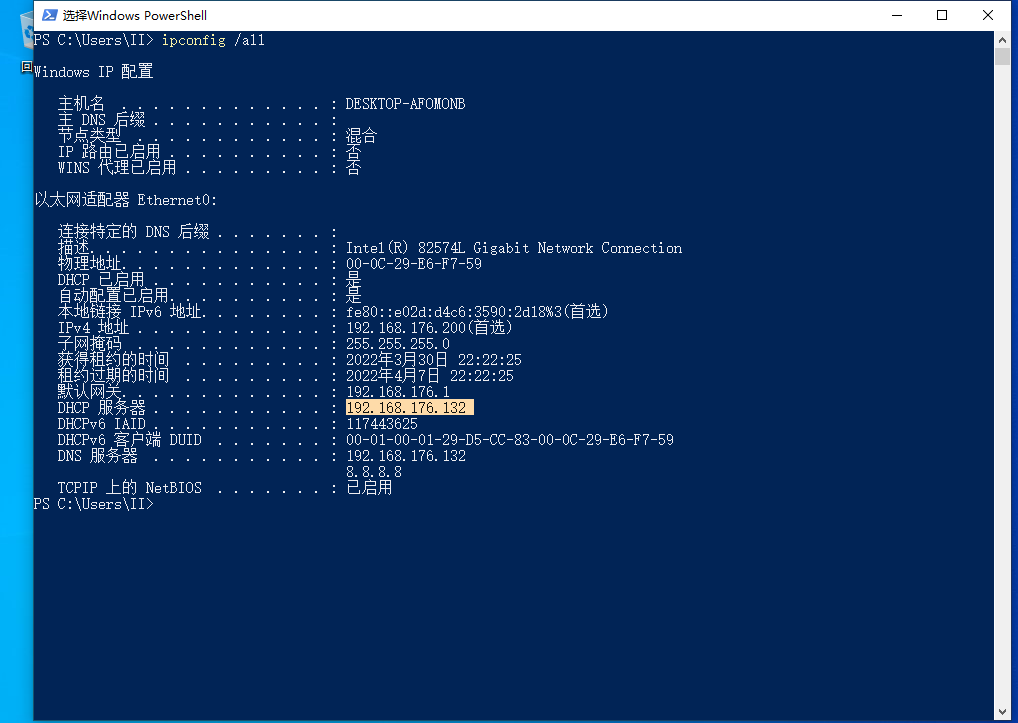 选择Windows PowerShell
PS C:\Users\II> ipconfig /all
回
Windows IP 配置
主机名 . . . . . . . . . . . . . : DESKTOP-AFOMONB
主 DNS 后缀 . . . . . . . . . . . :
节点类型 . . . . . . . . . . . . : 混合
IP 路由已启用 . . . . . . . . . . : 否
WINS 代理已启用 . . . . . . . . . : 否
以太网适配器 Ethernet0:
连接特定的 DNS 后缀 . . . . . . . :
描述. . . . . . . . . . . . . . . : Intel(R) 82574L Gigabit Network Connection
物理地址. . . . . . . . . . . . . : 00-0C-29-E6-F7-59
DHCP 已启用 . . . . . . . . . . . : 是
自动配置已启用. . . . . . . . . . : 是
本地链接 IPv6 地址. . . . . . . . : fe80::e02d:d4c6:3590:2d18%3(首选)
IPv4 地址 . . . . . . . . . . . . : 192.168.176.200(首选)
子网掩码 . . . . . . . . . . . . : 255.255.255.0
获得租约的时间 . . . . . . . . . : 2022年3月30日 22:22:25
租约过期的时间 . . . . . . . . . : 2022年4月7日 22:22:25
默认网关. . . . . . . . . . . . . : 192.168.176.1
DHCP 服务器 . . . . . . . . . . . : 192.168.176.132
DHCPv6 IAID . . . . . . . . . . . : 117443625
DHCPv6 客户端 DUID . . . . . . . : 00-01-00-01-29-D5-CC-83-00-0C-29-E6-F7-59
DNS 服务器 . . . . . . . . . . . : 192.168.176.132
8.8.8.8
TCPIP 上的 NetBIOS . . . . . . . : 已启用
PS C:\Users\II>